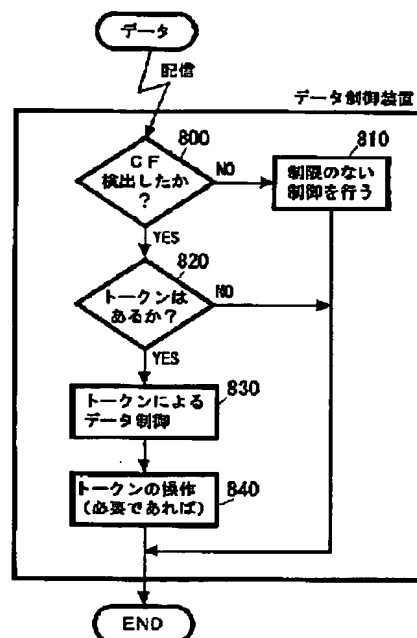 データ
配信
データ制御装置
800
CF
検出したか
?
NO
810
制限のない
制御を行う
YES
820
トークンは
あるか?
NO
YES
830
トークンによる
データ制御
840
トークンの操作
(必要であれば)
END